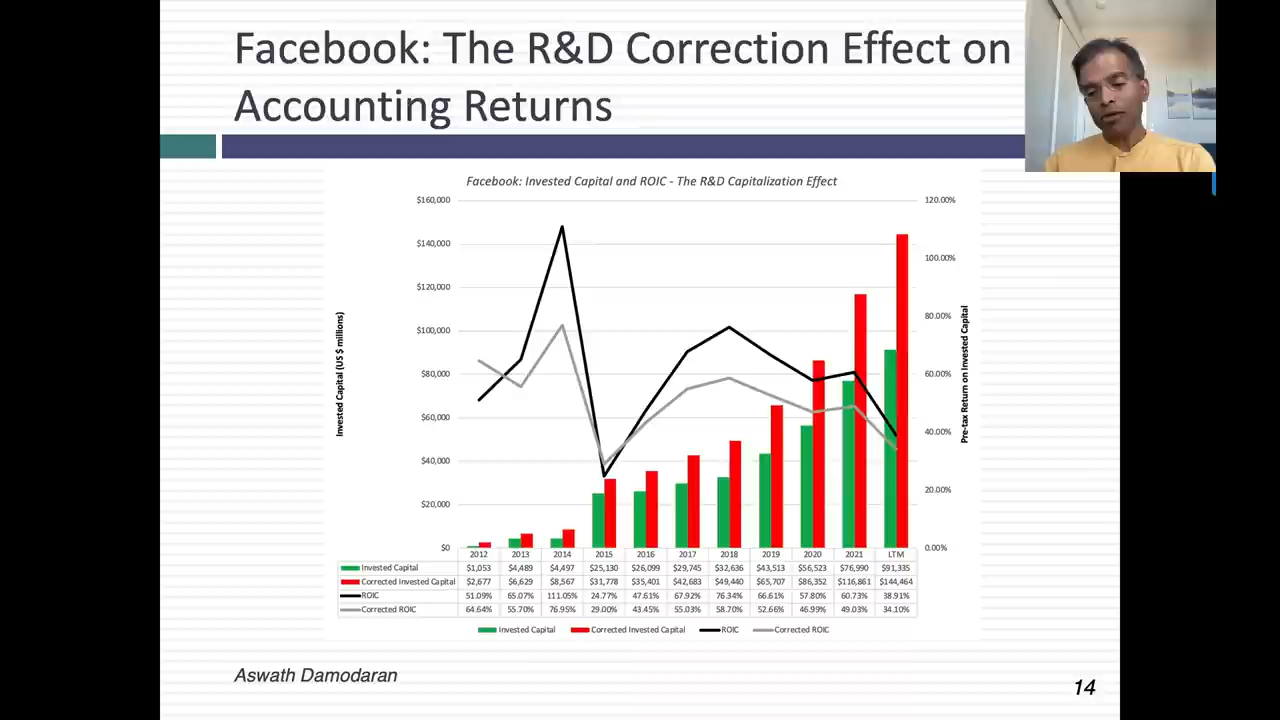 Facebook: The R&D Correction Effect on
Accounting Returns
Facebook: Invested Capital and ROIC - The R&D Capitalization Effect
$160,000
$140,000
$120,000
$100,000
$80,000
$60,000
$40,000
$20,000
$0
Invested Capital (US $ millions)
120.00%
100.00%
80.00%
60.00%
40.00%
20.00%
0.00%
Pre-tax Return on Invested Capital
2012 2013 2014 2015 2016 2017 2018 2019 2020 2021 LTM
Invested Capital $1,053 $4,489 $4,497 $25,130 $26,099 $29,745 $32,636 $43,513 $56,523 $76,990 $91,335
Corrected Invested Capital $2,677 $6,629 $8,567 $31,778 $35,401 $42,683 $49,440 $65,707 $86,352 $116,861 $144,464
ROIC 51.09% 65.07% 111.05% 24.77% 47.61% 67.92% 76.34% 66.61% 57.80% 60.73% 38.91%
Corrected ROIC 64.64% 55.70% 76.95% 29.00% 43.45% 55.03% 58.70% 52.66% 46.99% 49.03% 34.10%
Invested Capital Corrected Invested Capital ROIC Corrected ROIC
Aswath Damodaran
14